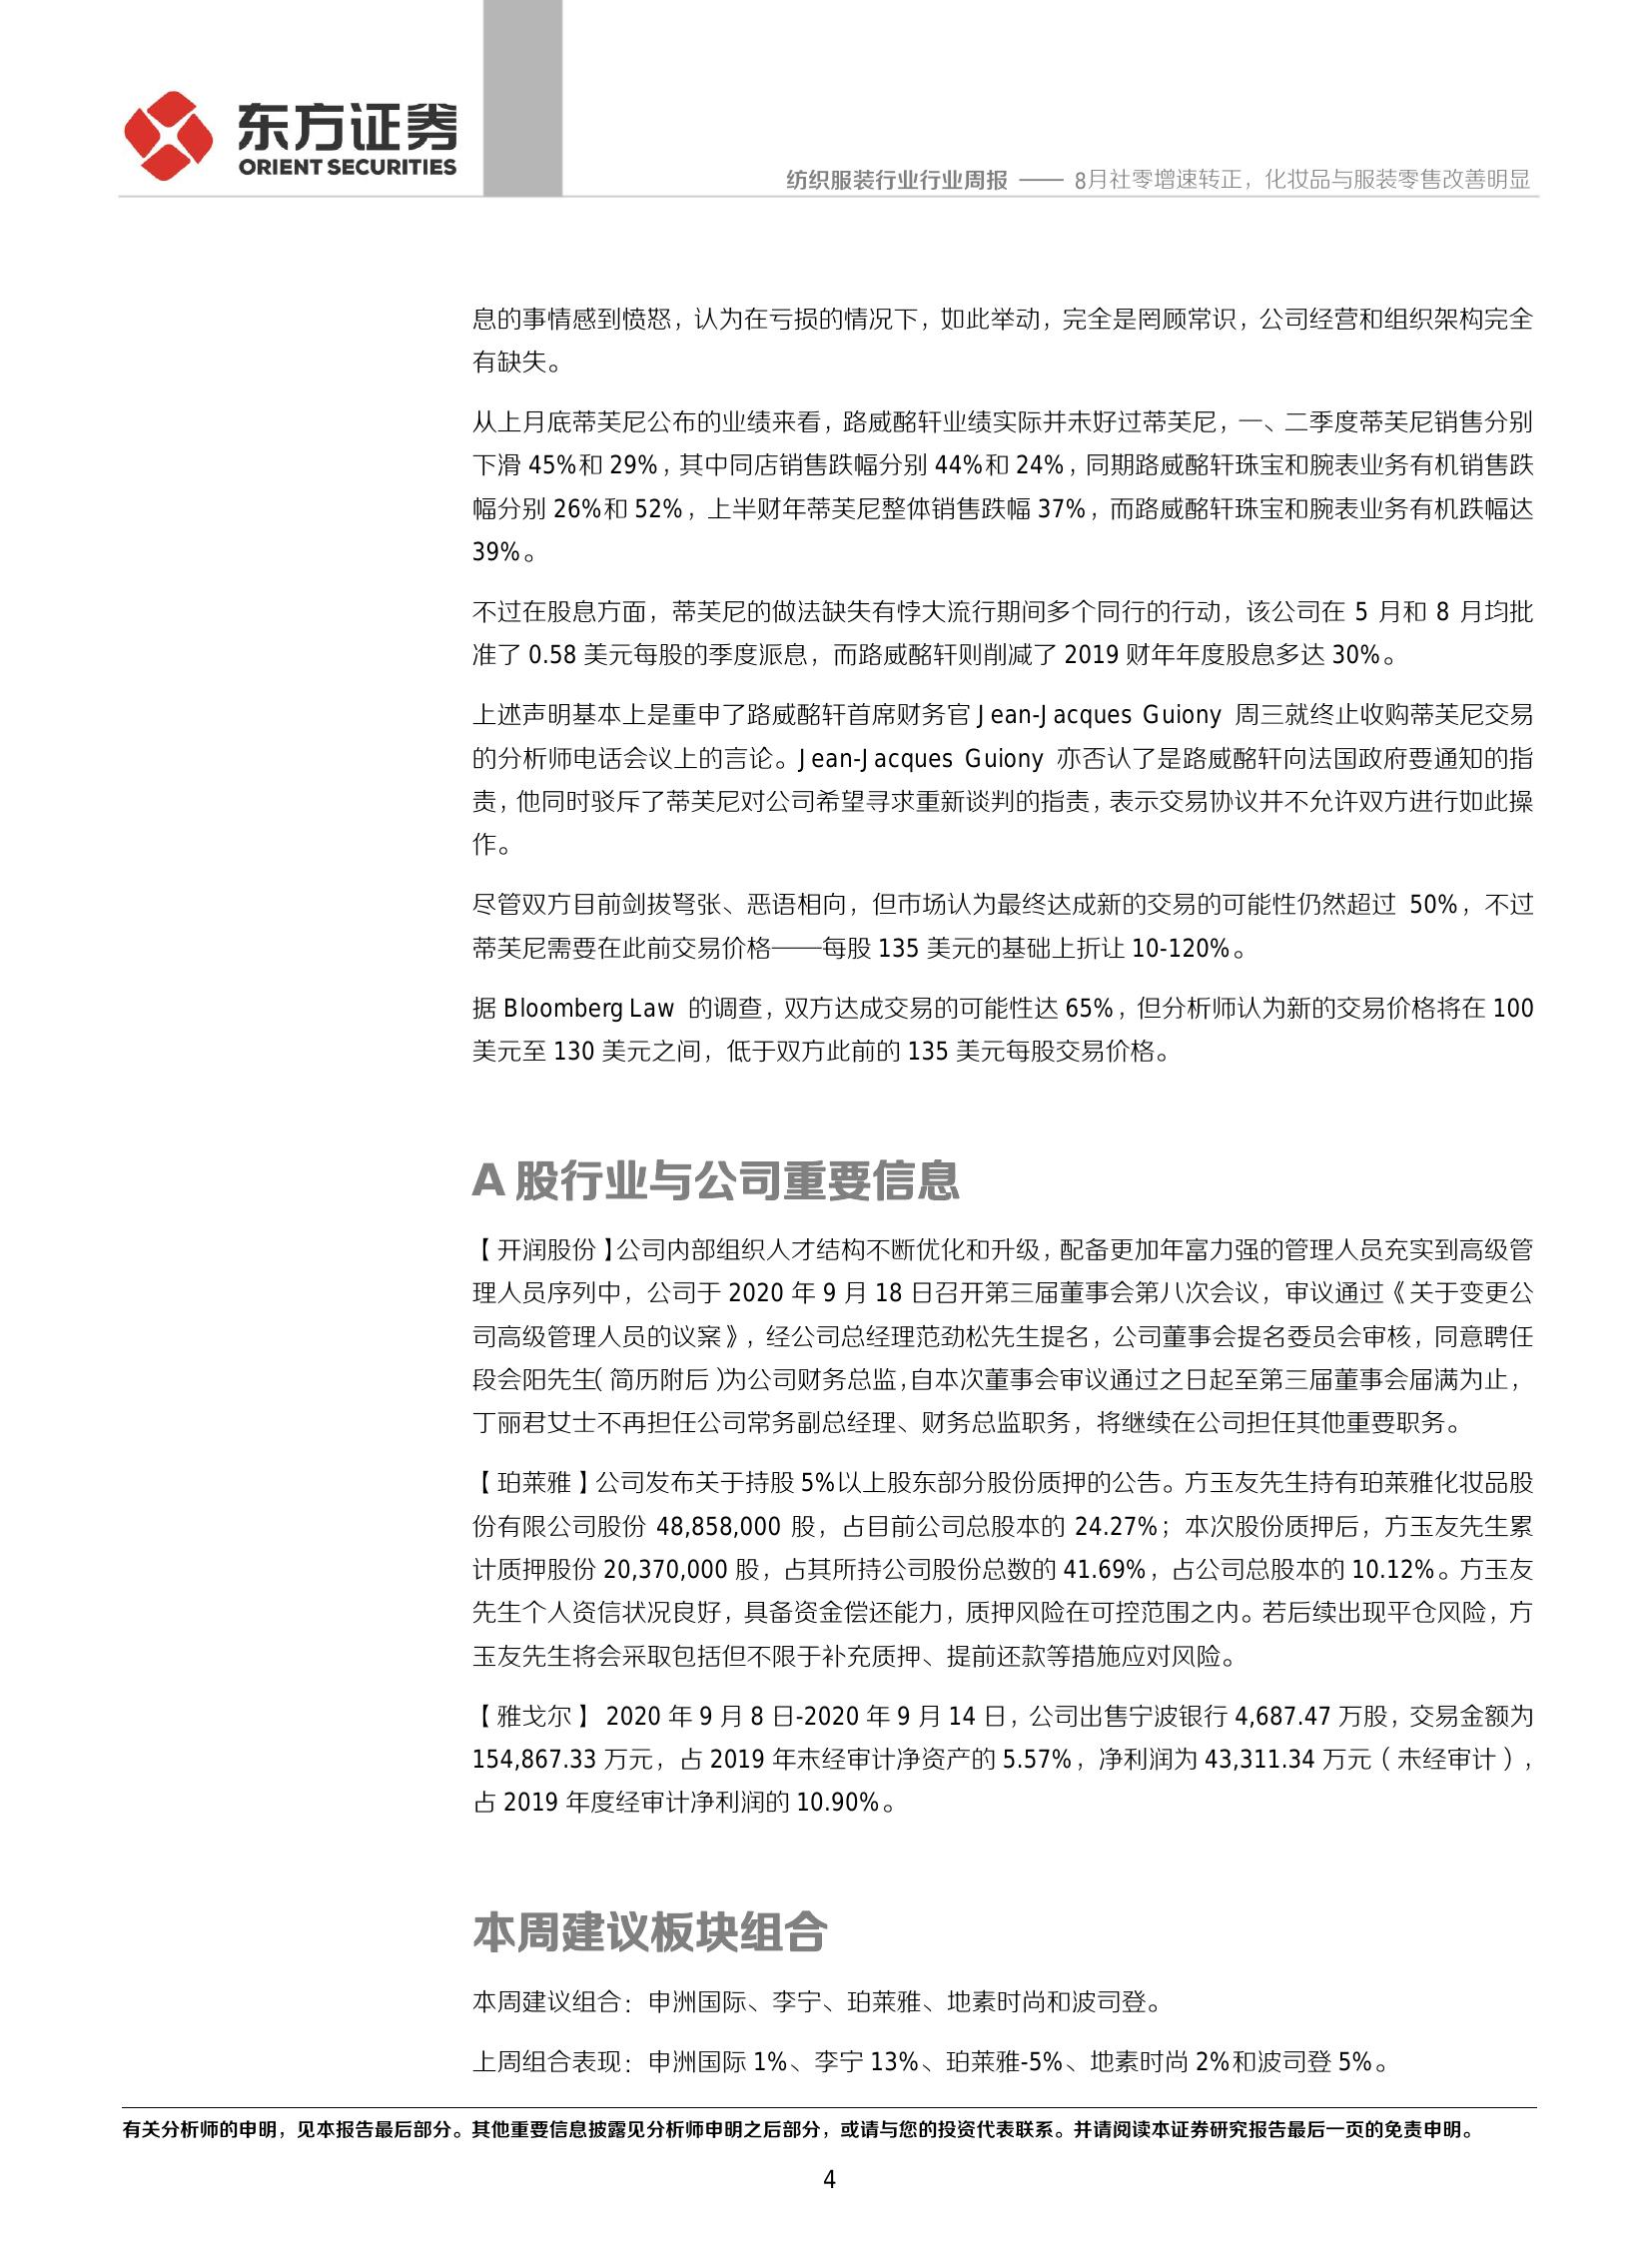 东方证券
ORIENT SECURITIES
纺织服装行业行业周报 —— 8月社零增速转正，化妆品与服装零售改善明显
息的事情感到愤怒，认为在亏损的情况下，如此举动，完全是罔顾常识，公司经营和组织架构完全
有缺失。
从上月底蒂芙尼公布的业绩来看，路威酩轩业绩实际并未好过蒂芙尼，一、二季度蒂芙尼销售分别
下滑 45%和 29%，其中同店销售跌幅分别 44%和 24%，同期路威酩轩珠宝和腕表业务有机销售跌
幅分别 26%和 52%，上半财年蒂芙尼整体销售跌幅 37%，而路威酩轩珠宝和腕表业务有机跌幅达
39%。
不过在股息方面，蒂芙尼的做法缺失有悖大流行期间多个同行的行动，该公司在 5 月和 8 月均批
准了 0.58 美元每股的季度派息，而路威酩轩则削减了 2019 财年年度股息多达 30%。
上述声明基本上是重申了路威酩轩首席财务官 Jean-Jacques Guiony 周三就终止收购蒂芙尼交易
的分析师电话会议上的言论。Jean-Jacques Guiony 亦否认了是路威酩轩向法国政府要通知的指
责，他同时驳斥了蒂芙尼对公司希望寻求重新谈判的指责，表示交易协议并不允许双方进行如此操
作。
尽管双方目前剑拔弩张、恶语相向，但市场认为最终达成新的交易的可能性仍然超过 50%，不过
蒂芙尼需要在此前交易价格——每股 135 美元的基础上折让 10-120%。
据 Bloomberg Law 的调查，双方达成交易的可能性达 65%，但分析师认为新的交易价格将在 100
美元至 130 美元之间，低于双方此前的 135 美元每股交易价格。
A 股行业与公司重要信息
【开润股份】公司内部组织人才结构不断优化和升级，配备更加年富力强的管理人员充实到高级管
理人员序列中，公司于 2020 年 9 月 18 日召开第三届董事会第八次会议，审议通过《关于变更公
司高级管理人员的议案》，经公司总经理范劲松先生提名，公司董事会提名委员会审核，同意聘任
段会阳先生(简历附后)为公司财务总监，自本次董事会审议通过之日起至第三届董事会届满为止，
丁丽君女士不再担任公司常务副总经理、财务总监职务，将继续在公司担任其他重要职务。
【珀莱雅】公司发布关于持股 5%以上股东部分股份质押的公告。方玉友先生持有珀莱雅化妆品股
份有限公司股份 48,858,000 股，占目前公司总股本的 24.27%；本次股份质押后，方玉友先生累
计质押股份 20,370,000 股，占其所持公司股份总数的 41.69%，占公司总股本的 10.12%。方玉友
先生个人资信状况良好，具备资金偿还能力，质押风险在可控范围之内。若后续出现平仓风险，方
玉友先生将会采取包括但不限于补充质押、提前还款等措施应对风险。
【雅戈尔】 2020 年 9 月 8 日-2020 年 9 月 14 日，公司出售宁波银行 4,687.47 万股，交易金额为
154,867.33 万元，占 2019 年末经审计净资产的 5.57%，净利润为 43,311.34 万元（未经审计），
占 2019 年度经审计净利润的 10.90%。
本周建议板块组合
本周建议组合：申洲国际、李宁、珀莱雅、地素时尚和波司登。
上周组合表现：申洲国际 1%、李宁 13%、珀莱雅-5%、地素时尚 2%和波司登 5%。
有关分析师的申明，见本报告最后部分。其他重要信息披露见分析师申明之后部分，或请与您的投资代表联系。并请阅读本证券研究报告最后一页的免责申明。
4